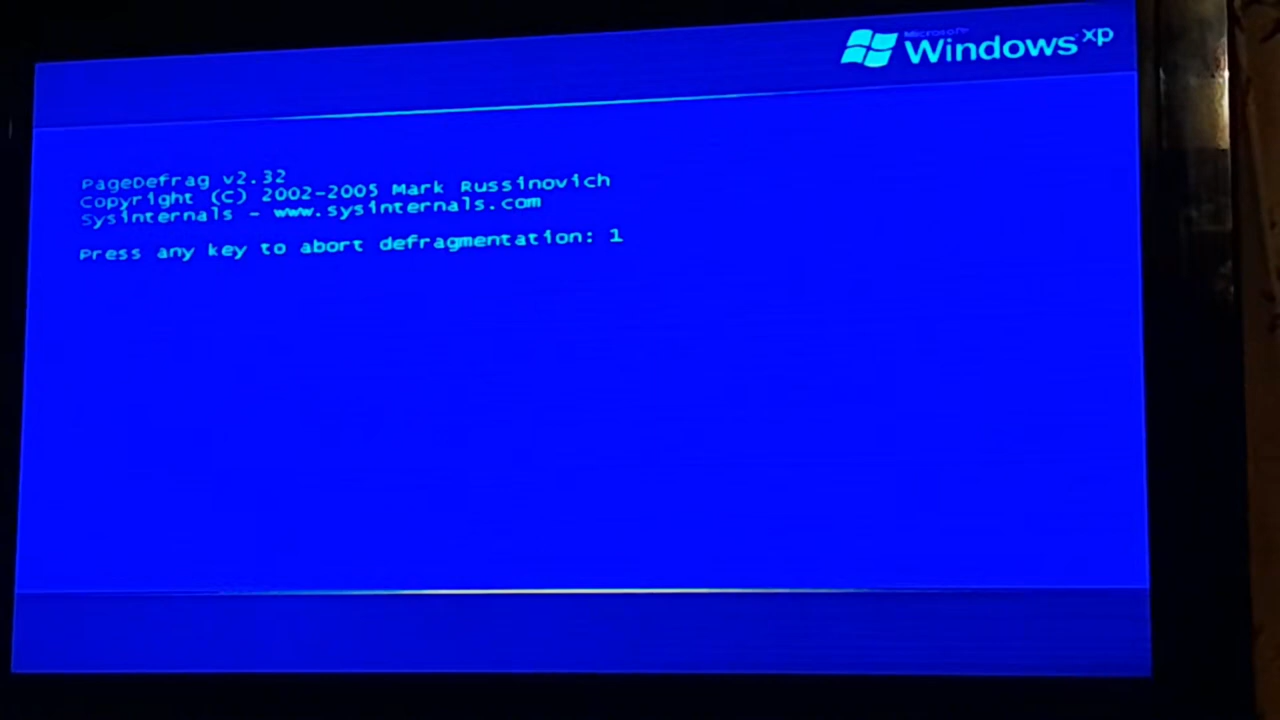 Microsoft
Windows xp
PageDefrag v2.32
Copyright (C) 2002-2005 Mark Russinovich
Sysinternals - www.sysinternals.com
Press any key to abort defragmentation: 1